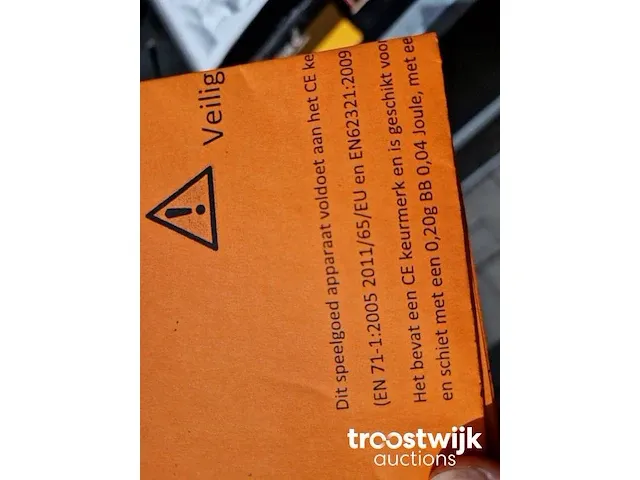 Veilig
Dit speelgoed apparaat voldoet aan het CE ke
(EN 71-1:2005 2011/65/EU en EN62321:2009
Het bevat een CE keurmerk en is geschikt voor
en schiet met een 0,20g BB 0,04 Joule, met ee
troostwijk
auctions